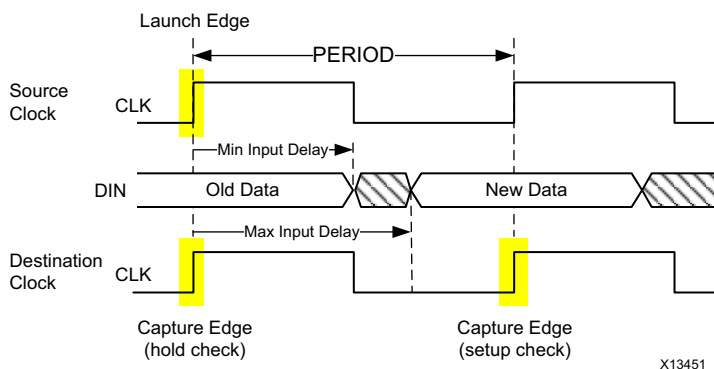 Launch Edge
PERIOD
Source
Clock
CLK
Min Input Delay
DIN
Old Data
New Data
Max Input Delay
Destination
Clock
CLK
Capture Edge
(hold check)
Capture Edge
(setup check)
X13451